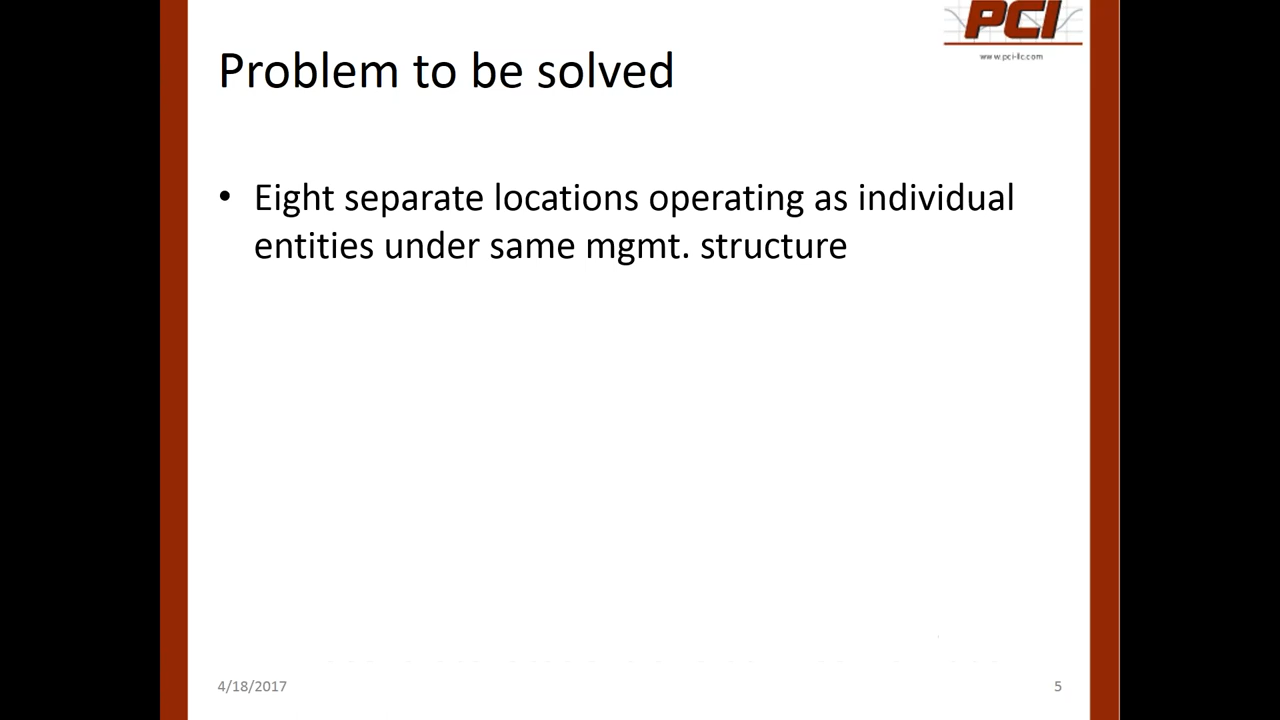 PCI
www.pci-llc.com
Problem to be solved
• Eight separate locations operating as individual
entities under same mgmt. structure
4/18/2017
5